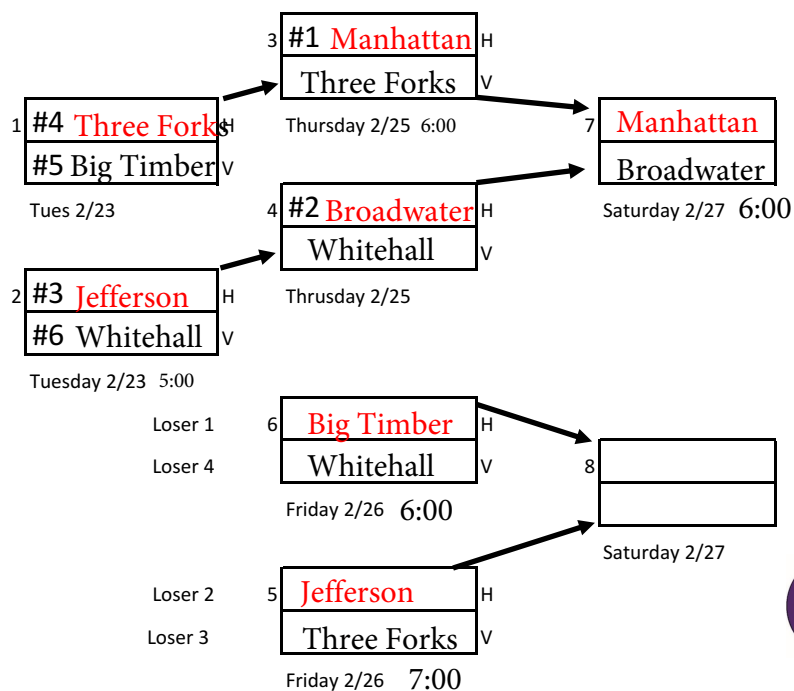 3 #1 Manhattan H
Three Forks V
Thursday 2/25 6:00
1 #4 Three Forks H
#5 Big Timber V
Tues 2/23
7 Manhattan
Broadwater
Saturday 2/27 6:00
4 #2 Broadwater H
Whitehall V
Thrusday 2/25
2 #3 Jefferson H
#6 Whitehall V
Tuesday 2/23 5:00
Loser 1 6 Big Timber H
Loser 4 Whitehall V
Friday 2/26 6:00
8
Saturday 2/27
Loser 2 5 Jefferson H
Loser 3 Three Forks V
Friday 2/26 7:00